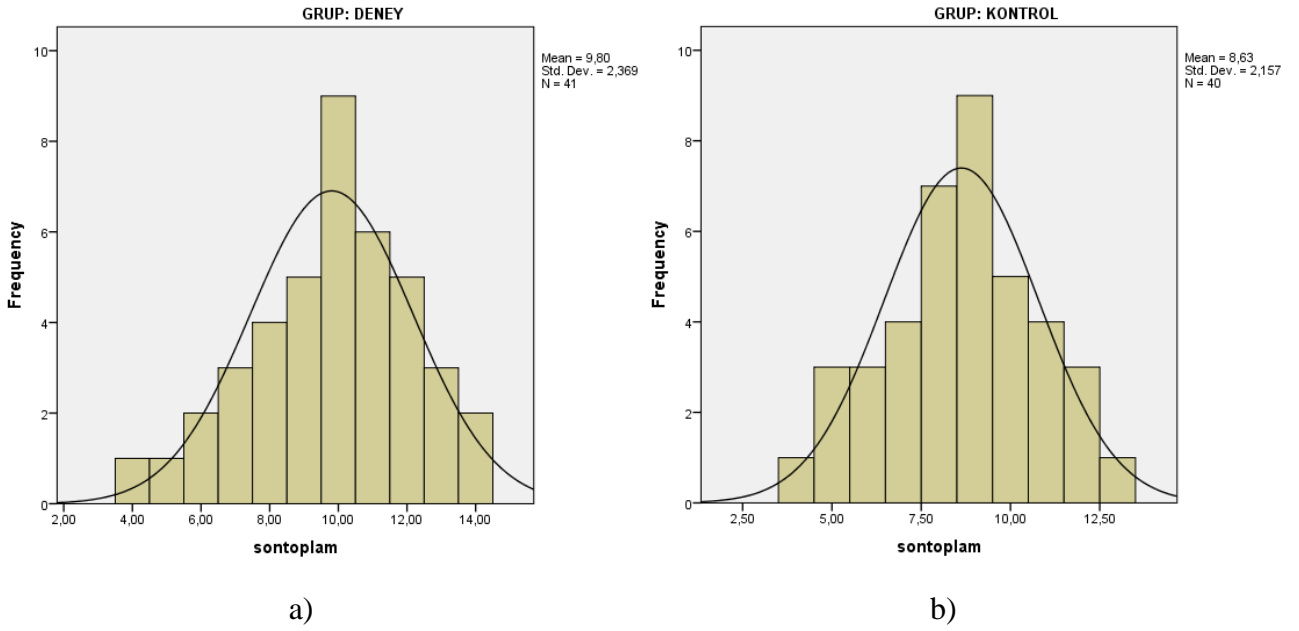 GRUP: DENEY
Mean = 9,80
Std. Dev. = 2,369
N = 41
10
8
6
4
2
0
Frequency
2,00 4,00 6,00 8,00 10,00 12,00 14,00
sontoplam
a)
GRUP: KONTROL
Mean = 8,63
Std. Dev. = 2,157
N = 40
10
8
6
4
2
0
Frequency
2,50 5,00 7,50 10,00 12,50
sontoplam
b)